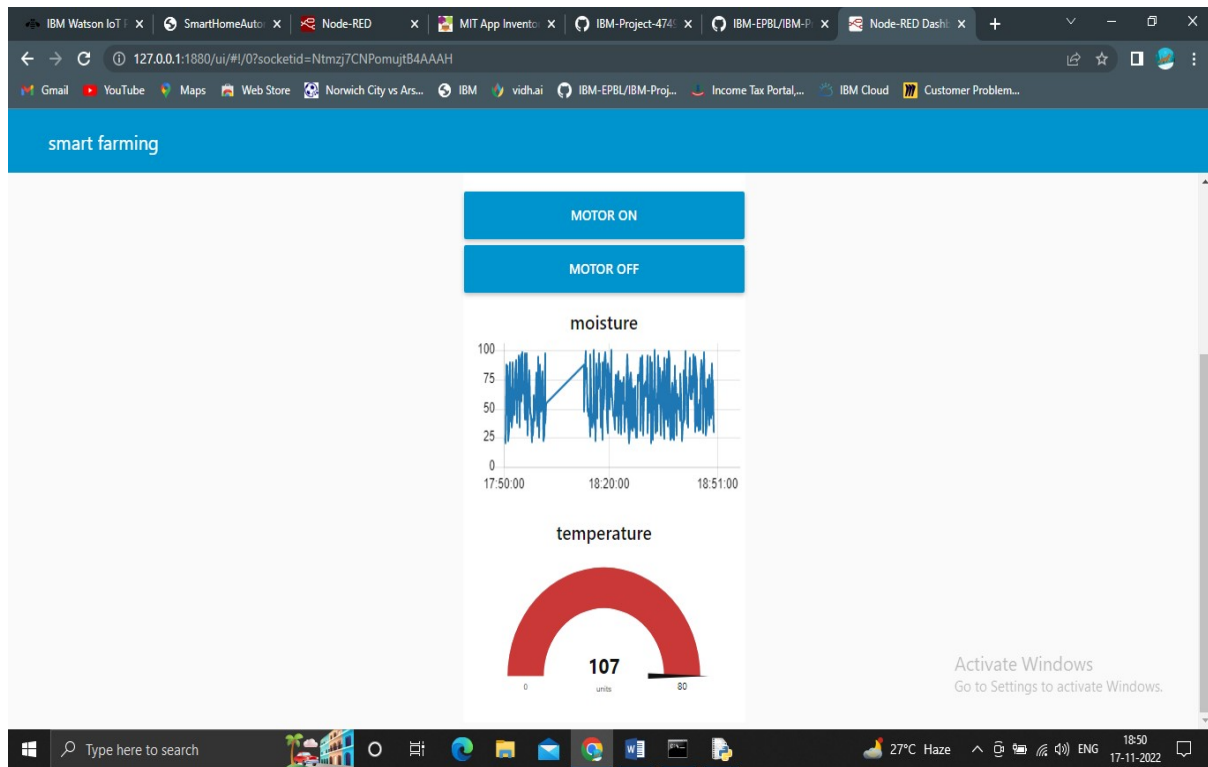 IBM Watson IoT P
SmartHomeAuto
Node-RED
MIT App Invento
IBM-Project-4749
IBM-EPBL/IBM-P
Node-RED Dashb
127.0.0.1:1880/ui/#!/0?socketid=Ntmzj7CNPomujtB4AAAH
Gmail YouTube Maps Web Store Norwich City vs Ars... IBM vidh.ai IBM-EPBL/IBM-Proj... Income Tax Portal,... IBM Cloud Customer Problem...
smart farming
MOTOR ON
MOTOR OFF
moisture
100
75
50
25
0
17:50:00 18:20:00 18:51:00
temperature
107
0 units 80
Activate Windows
Go to Settings to activate Windows.
Type here to search
27°C Haze
ENG
18:50
17-11-2022